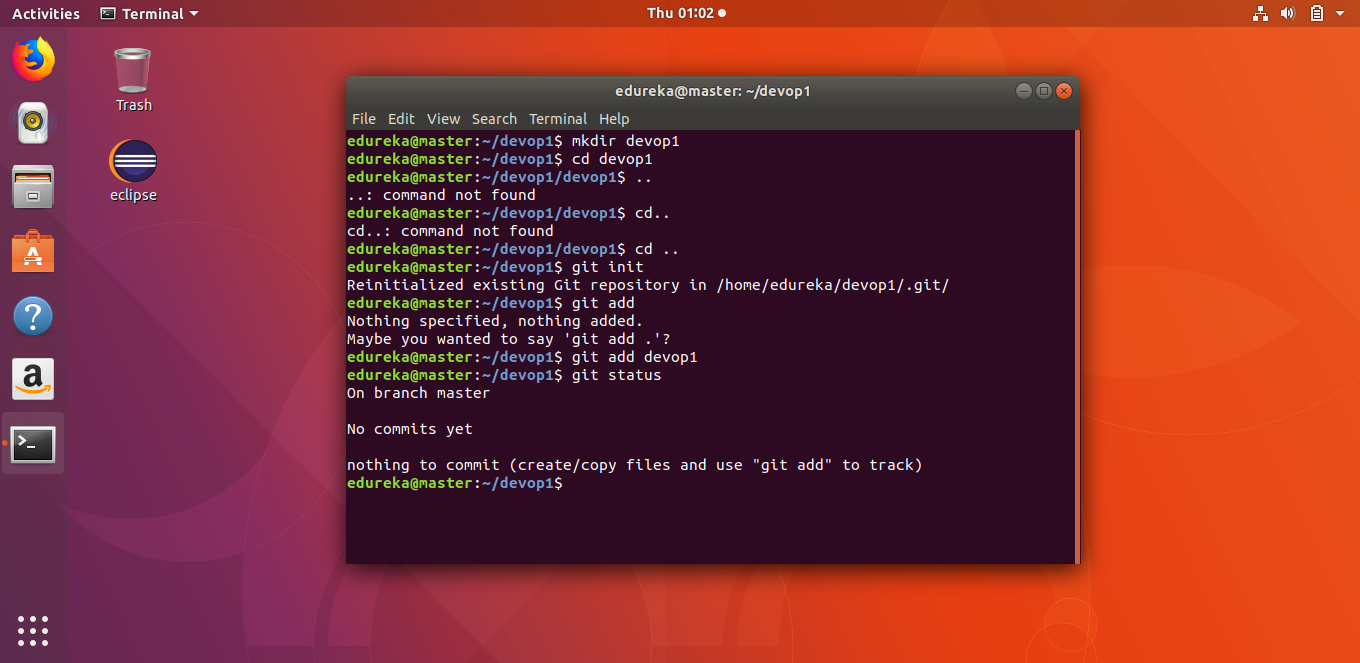 Activities
Terminal
Thu 01:02
Trash
eclipse
edureka@master: ~/devop1
File Edit View Search Terminal Help
edureka@master:~/devop1$ mkdir devop1
edureka@master:~/devop1$ cd devop1
edureka@master:~/devop1/devop1$ ..
..: command not found
edureka@master:~/devop1/devop1$ cd..
cd..: command not found
edureka@master:~/devop1/devop1$ cd ..
edureka@master:~/devop1$ git init
Reinitialized existing Git repository in /home/edureka/devop1/.git/
edureka@master:~/devop1$ git add
Nothing specified, nothing added.
Maybe you wanted to say 'git add .'?
edureka@master:~/devop1$ git add devop1
edureka@master:~/devop1$ git status
On branch master
No commits yet
nothing to commit (create/copy files and use "git add" to track)
edureka@master:~/devop1$